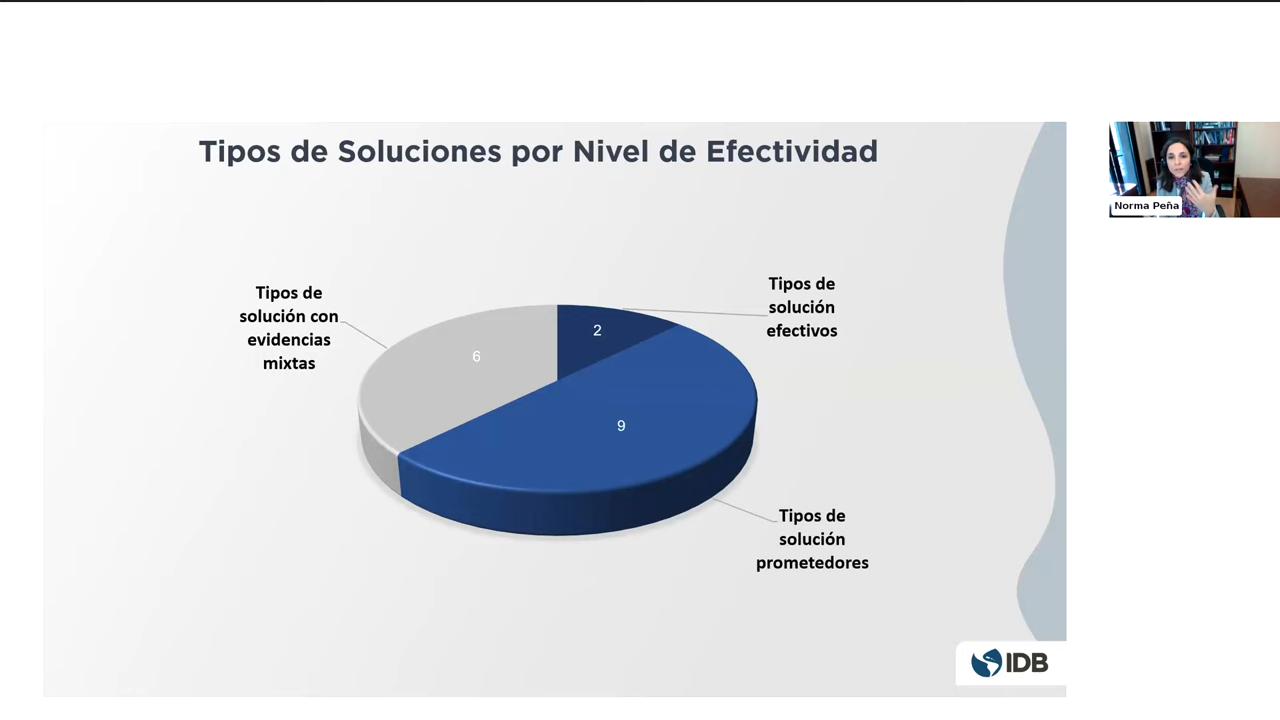 Tipos de Soluciones por Nivel de Efectividad
Tipos de
solución con
evidencias
mixtas
6
2
Tipos de
solución
efectivos
9
Tipos de
solución
prometedores
IDB
Norma Peña